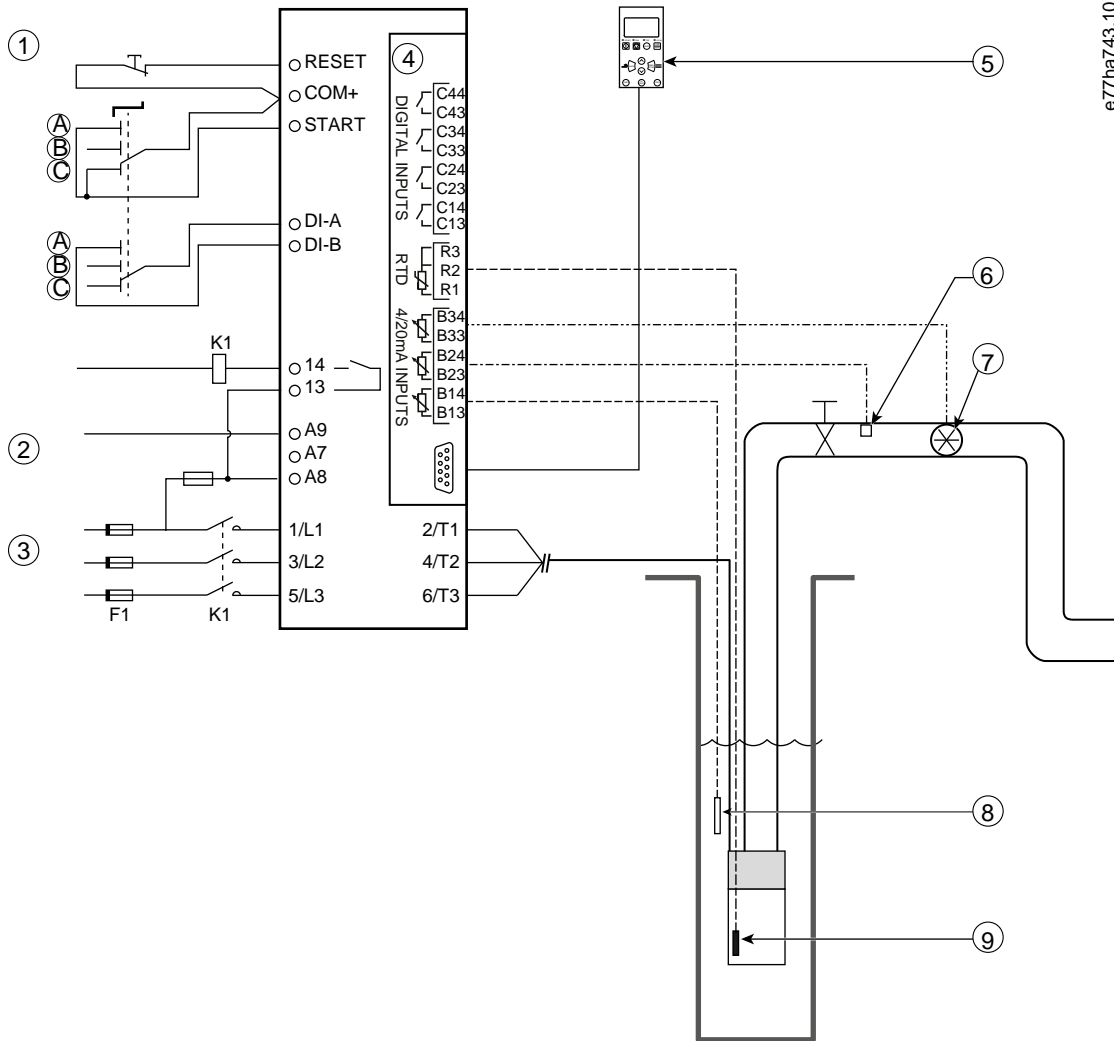 e77ha743.10
1
RESET
COM+
START
A
B
C
DI-A
DI-B
A
B
C
K1
14
13
2
A9
A7
A8
3
1/L1
3/L2
5/L3
F1
K1
2/T1
4/T2
6/T3
4
DIGITAL INPUTS
C44
C43
C34
C33
C24
C23
C14
C13
RTD
R3
R2
R1
4/20mA INPUTS
B34
B33
B24
B23
B14
B13
5
6
7
8
9